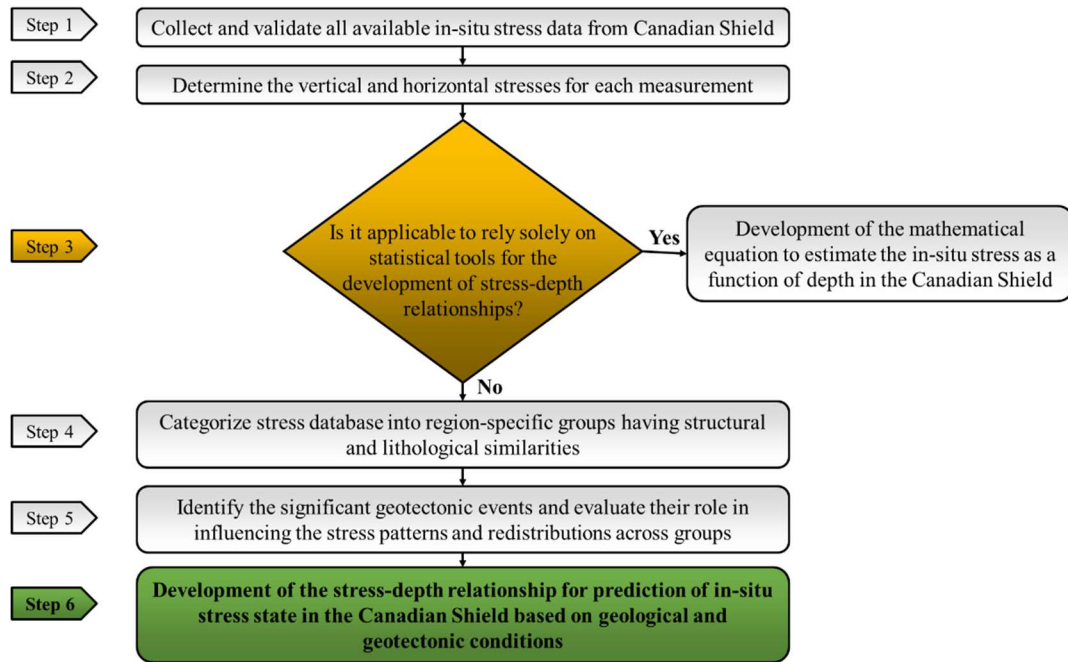 Step 1
Collect and validate all available in-situ stress data from Canadian Shield
Step 2
Determine the vertical and horizontal stresses for each measurement
Step 3
Is it applicable to rely solely on
statistical tools for the
development of stress-depth
relationships?
Yes
Development of the mathematical
equation to estimate the in-situ stress as a
function of depth in the Canadian Shield
No
Step 4
Categorize stress database into region-specific groups having structural
and lithological similarities
Step 5
Identify the significant geotectonic events and evaluate their role in
influencing the stress patterns and redistributions across groups
Step 6
Development of the stress-depth relationship for prediction of in-situ
stress state in the Canadian Shield based on geological and
geotectonic conditions